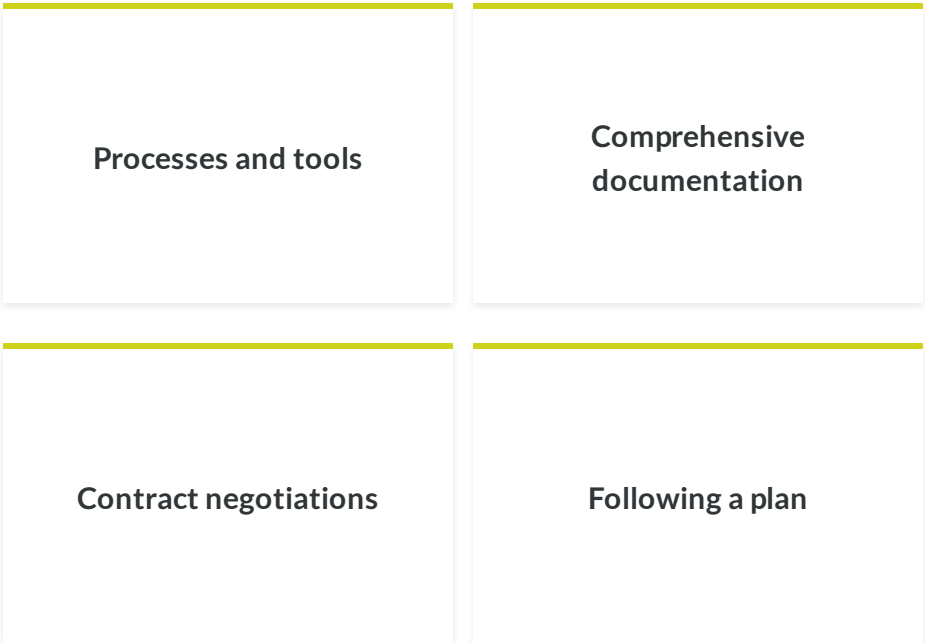 Processes and tools
Comprehensive
documentation
Contract negotiations
Following a plan